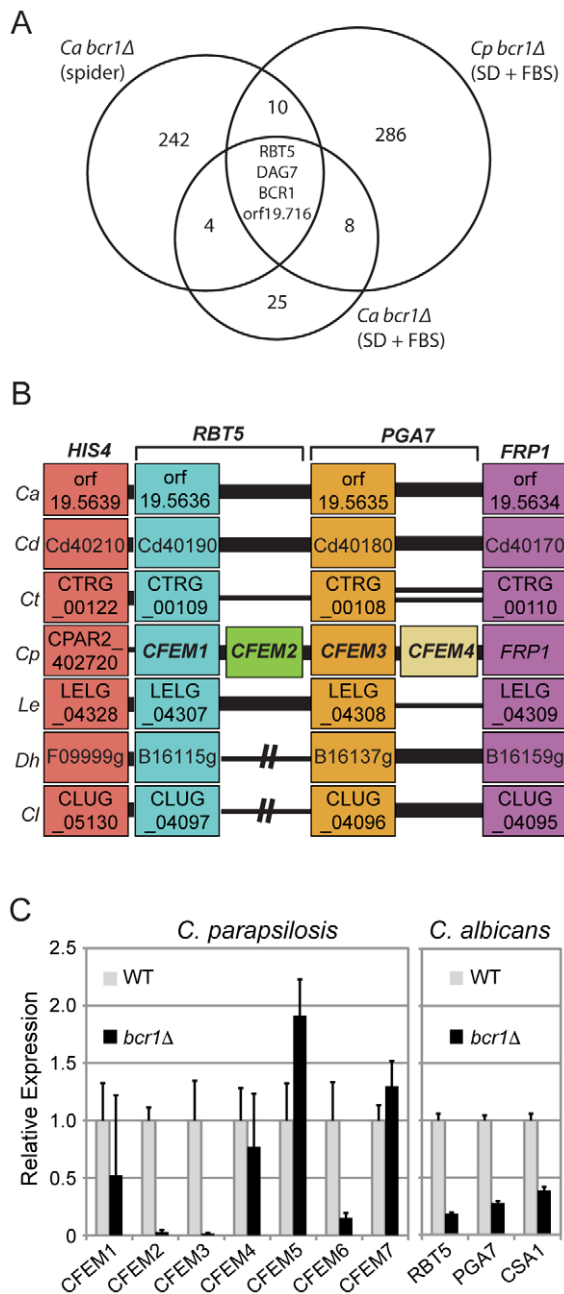 A
Ca bcr1Δ
(spider)
Cp bcr1Δ
(SD + FBS)
10
242
286
RBT5
DAG7
BCR1
orf19.716
4
8
25
Ca bcr1Δ
(SD + FBS)
B
HIS4
RBT5
PGA7
FRP1
Ca
orf
19.5639
orf
19.5636
orf
19.5635
orf
19.5634
Cd
Cd40210
Cd40190
Cd40180
Cd40170
Ct
CTRG
_00122
CTRG
_00109
CTRG
_00108
CTRG
_00110
Cp
CPAR2_
402720
CFEM1
CFEM2
CFEM3
CFEM4
FRP1
Le
LELG
_04328
LELG
_04307
LELG
_04308
LELG
_04309
Dh
F09999g
B16115g
B16137g
B16159g
Cl
CLUG
_05130
CLUG
_04097
CLUG
_04096
CLUG
_04095
C
C. parapsilosis
C. albicans
Relative Expression
2.5
2.0
1.5
1.0
0.5
0
WT
bcr1Δ
WT
bcr1Δ
CFEM1
CFEM2
CFEM3
CFEM4
CFEM5
CFEM6
CFEM7
RBT5
PGA7
CSA1